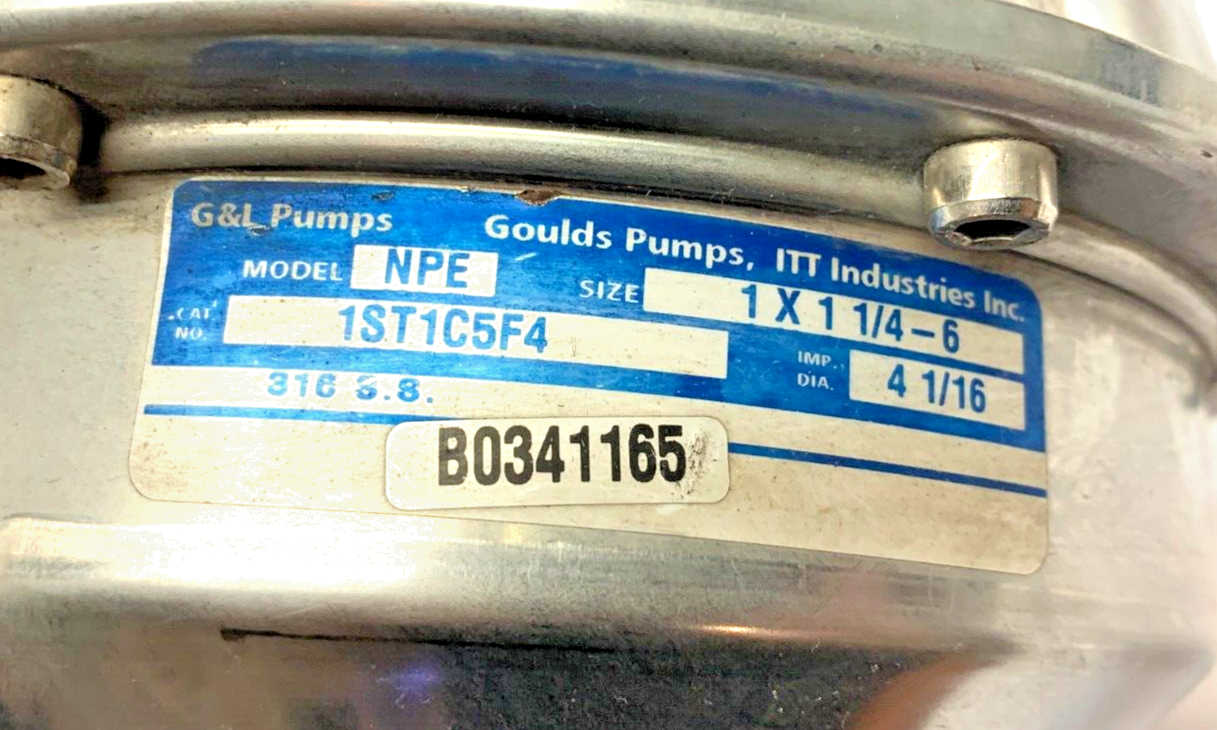 G&L Pumps Goulds Pumps, ITT Industries Inc.
MODEL NPE SIZE 1 X 1 1/4 - 6
CAT. NO. 1ST1C5F4 IMP. DIA. 4 1/16
316 S.S.
B0341165